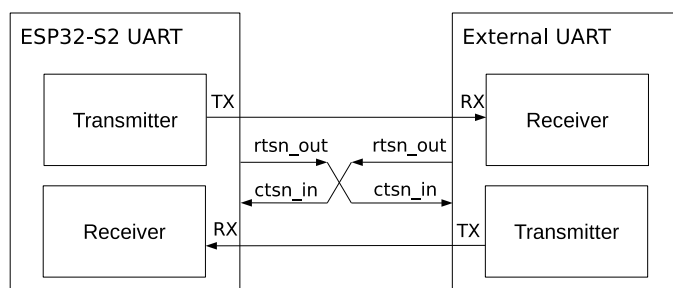 ESP32-S2 UART
External UART
TX
RX
Transmitter
Receiver
rtsn_out
rtsn_out
ctsn_in
ctsn_in
Receiver
RX
TX
Transmitter